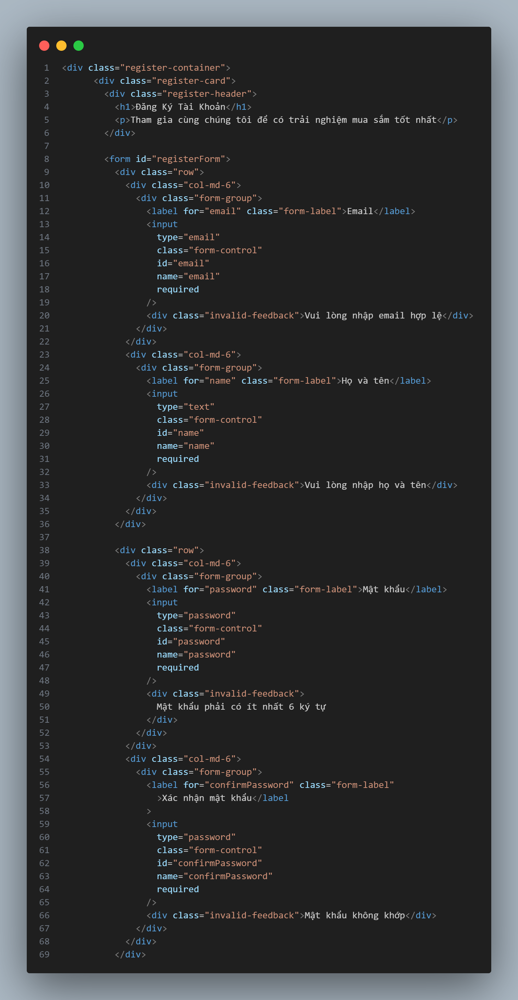 1 <div class="register-container">
2 <div class="register-card">
3 <div class="register-header">
4 <h1>Đăng Ký Tài Khoản</h1>
5 <p>Tham gia cùng chúng tôi để có trải nghiệm mua sắm tốt nhất</p>
6 </div>
7
8 <form id="registerForm">
9 <div class="row">
10 <div class="col-md-6">
11 <div class="form-group">
12 <label for="email" class="form-label">Email</label>
13 <input
14 type="email"
15 class="form-control"
16 id="email"
17 name="email"
18 required
19 />
20 <div class="invalid-feedback">Vui lòng nhập email hợp lệ</div>
21 </div>
22 </div>
23 <div class="col-md-6">
24 <div class="form-group">
25 <label for="name" class="form-label">Họ và tên</label>
26 <input
27 type="text"
28 class="form-control"
29 id="name"
30 name="name"
31 required
32 />
33 <div class="invalid-feedback">Vui lòng nhập họ và tên</div>
34 </div>
35 </div>
36 </div>
37
38 <div class="row">
39 <div class="col-md-6">
40 <div class="form-group">
41 <label for="password" class="form-label">Mật khẩu</label>
42 <input
43 type="password"
44 class="form-control"
45 id="password"
46 name="password"
47 required
48 />
49 <div class="invalid-feedback">
50 Mật khẩu phải có ít nhất 6 ký tự
51 </div>
52 </div>
53 </div>
54 <div class="col-md-6">
55 <div class="form-group">
56 <label for="confirmPassword" class="form-label"
57 >Xác nhận mật khẩu</label
58 >
59 <input
60 type="password"
61 class="form-control"
62 id="confirmPassword"
63 name="confirmPassword"
64 required
65 />
66 <div class="invalid-feedback">Mật khẩu không khớp</div>
67 </div>
68 </div>
69 </div>